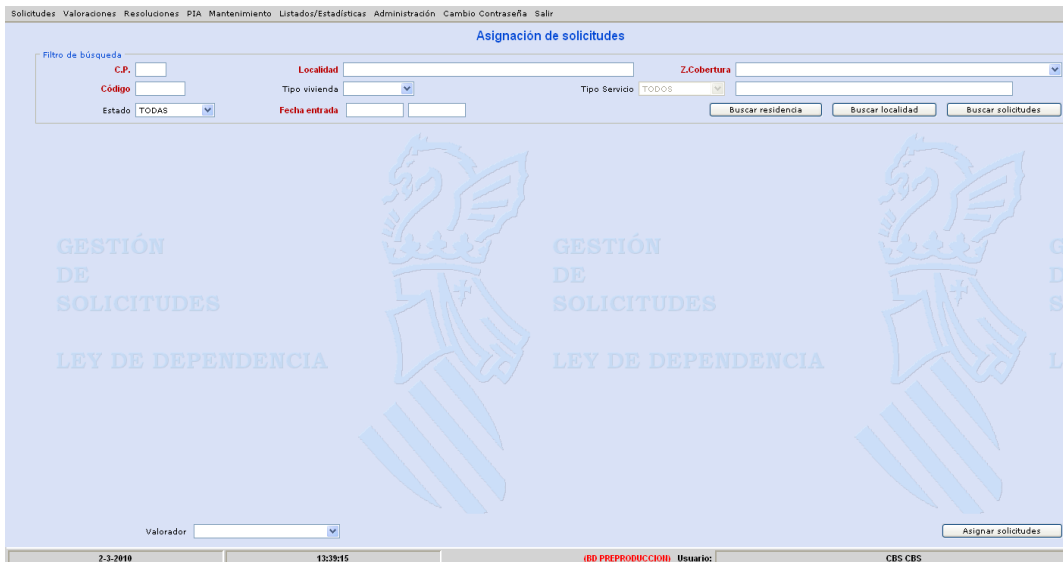 Solicitudes Valoraciones Resoluciones PIA Mantenimiento Listados/Estadísticas Administración Cambio Contraseña Salir
Asignación de solicitudes
Filtro de búsqueda
C.P. Localidad Z.Cobertura
Código Tipo vivienda Tipo Servicio TODOS
Estado TODAS Fecha entrada Buscar residencia Buscar localidad Buscar solicitudes
GESTIÓN GESTIÓN G
DE DE D
SOLICITUDES SOLICITUDES S
LEY DE DEPENDENCIA LEY DE DEPENDENCIA L
Valorador Asignar solicitudes
2-3-2010 13:39:15 (BD PREPRODUCCION) Usuario: CBS CBS